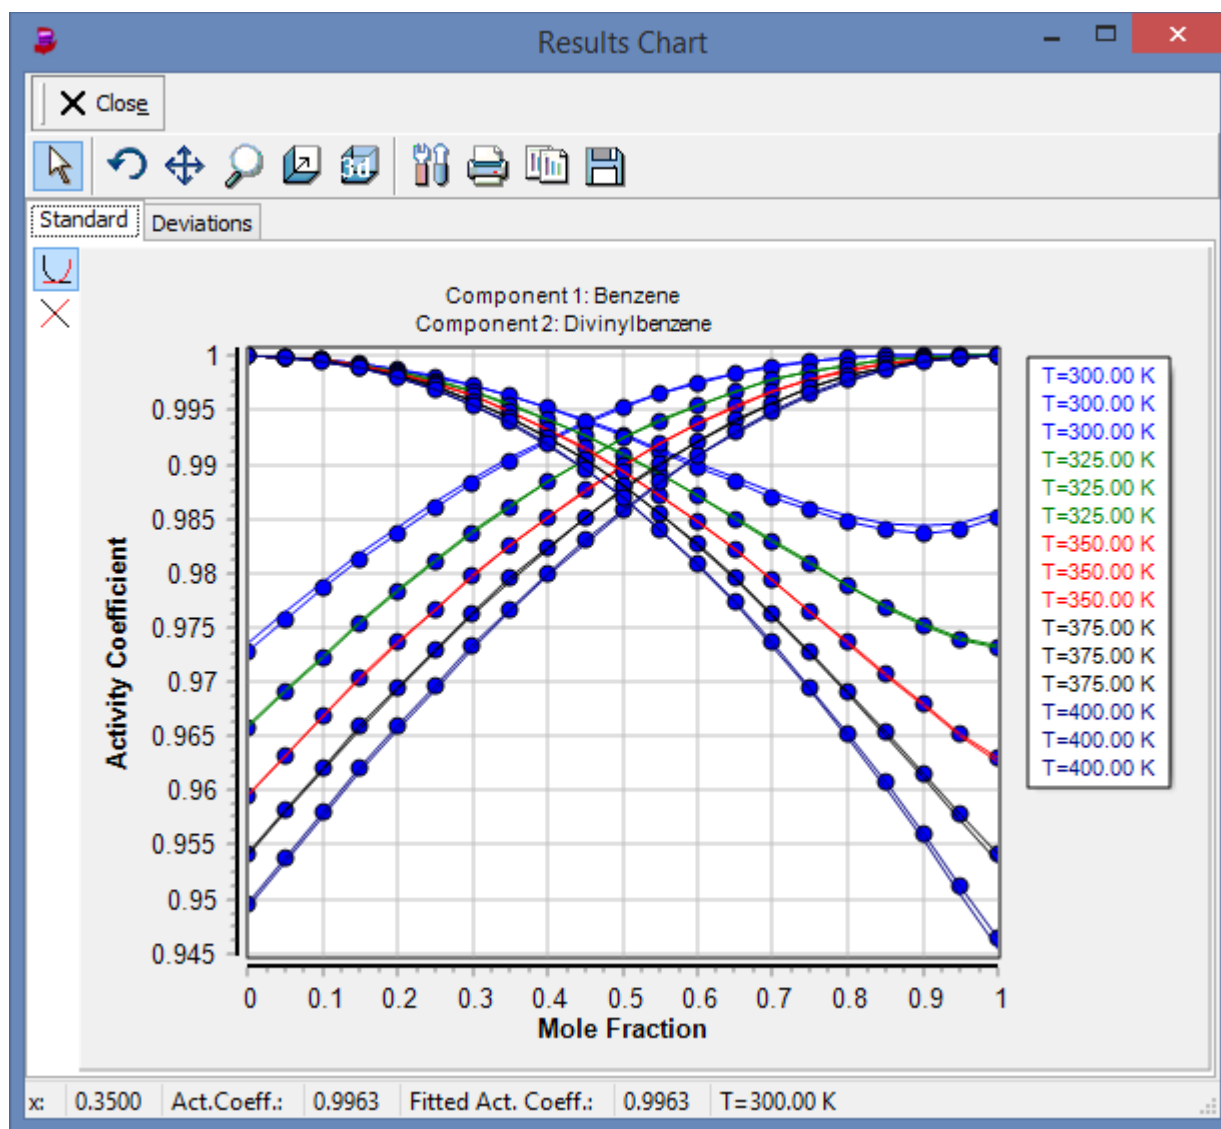 Results Chart
Close
3d
Standard
Deviations
Component 1: Benzene
Component 2: Divinylbenzene
1
0.995
0.99
0.985
0.98
0.975
0.97
0.965
0.96
0.955
0.95
0.945
Activity Coefficient
0 0.1 0.2 0.3 0.4 0.5 0.6 0.7 0.8 0.9 1
Mole Fraction
T=300.00 K
T=300.00 K
T=300.00 K
T=325.00 K
T=325.00 K
T=325.00 K
T=350.00 K
T=350.00 K
T=350.00 K
T=375.00 K
T=375.00 K
T=375.00 K
T=400.00 K
T=400.00 K
T=400.00 K
x: 0.3500 Act.Coeff.: 0.9963 Fitted Act. Coeff.: 0.9963 T=300.00 K